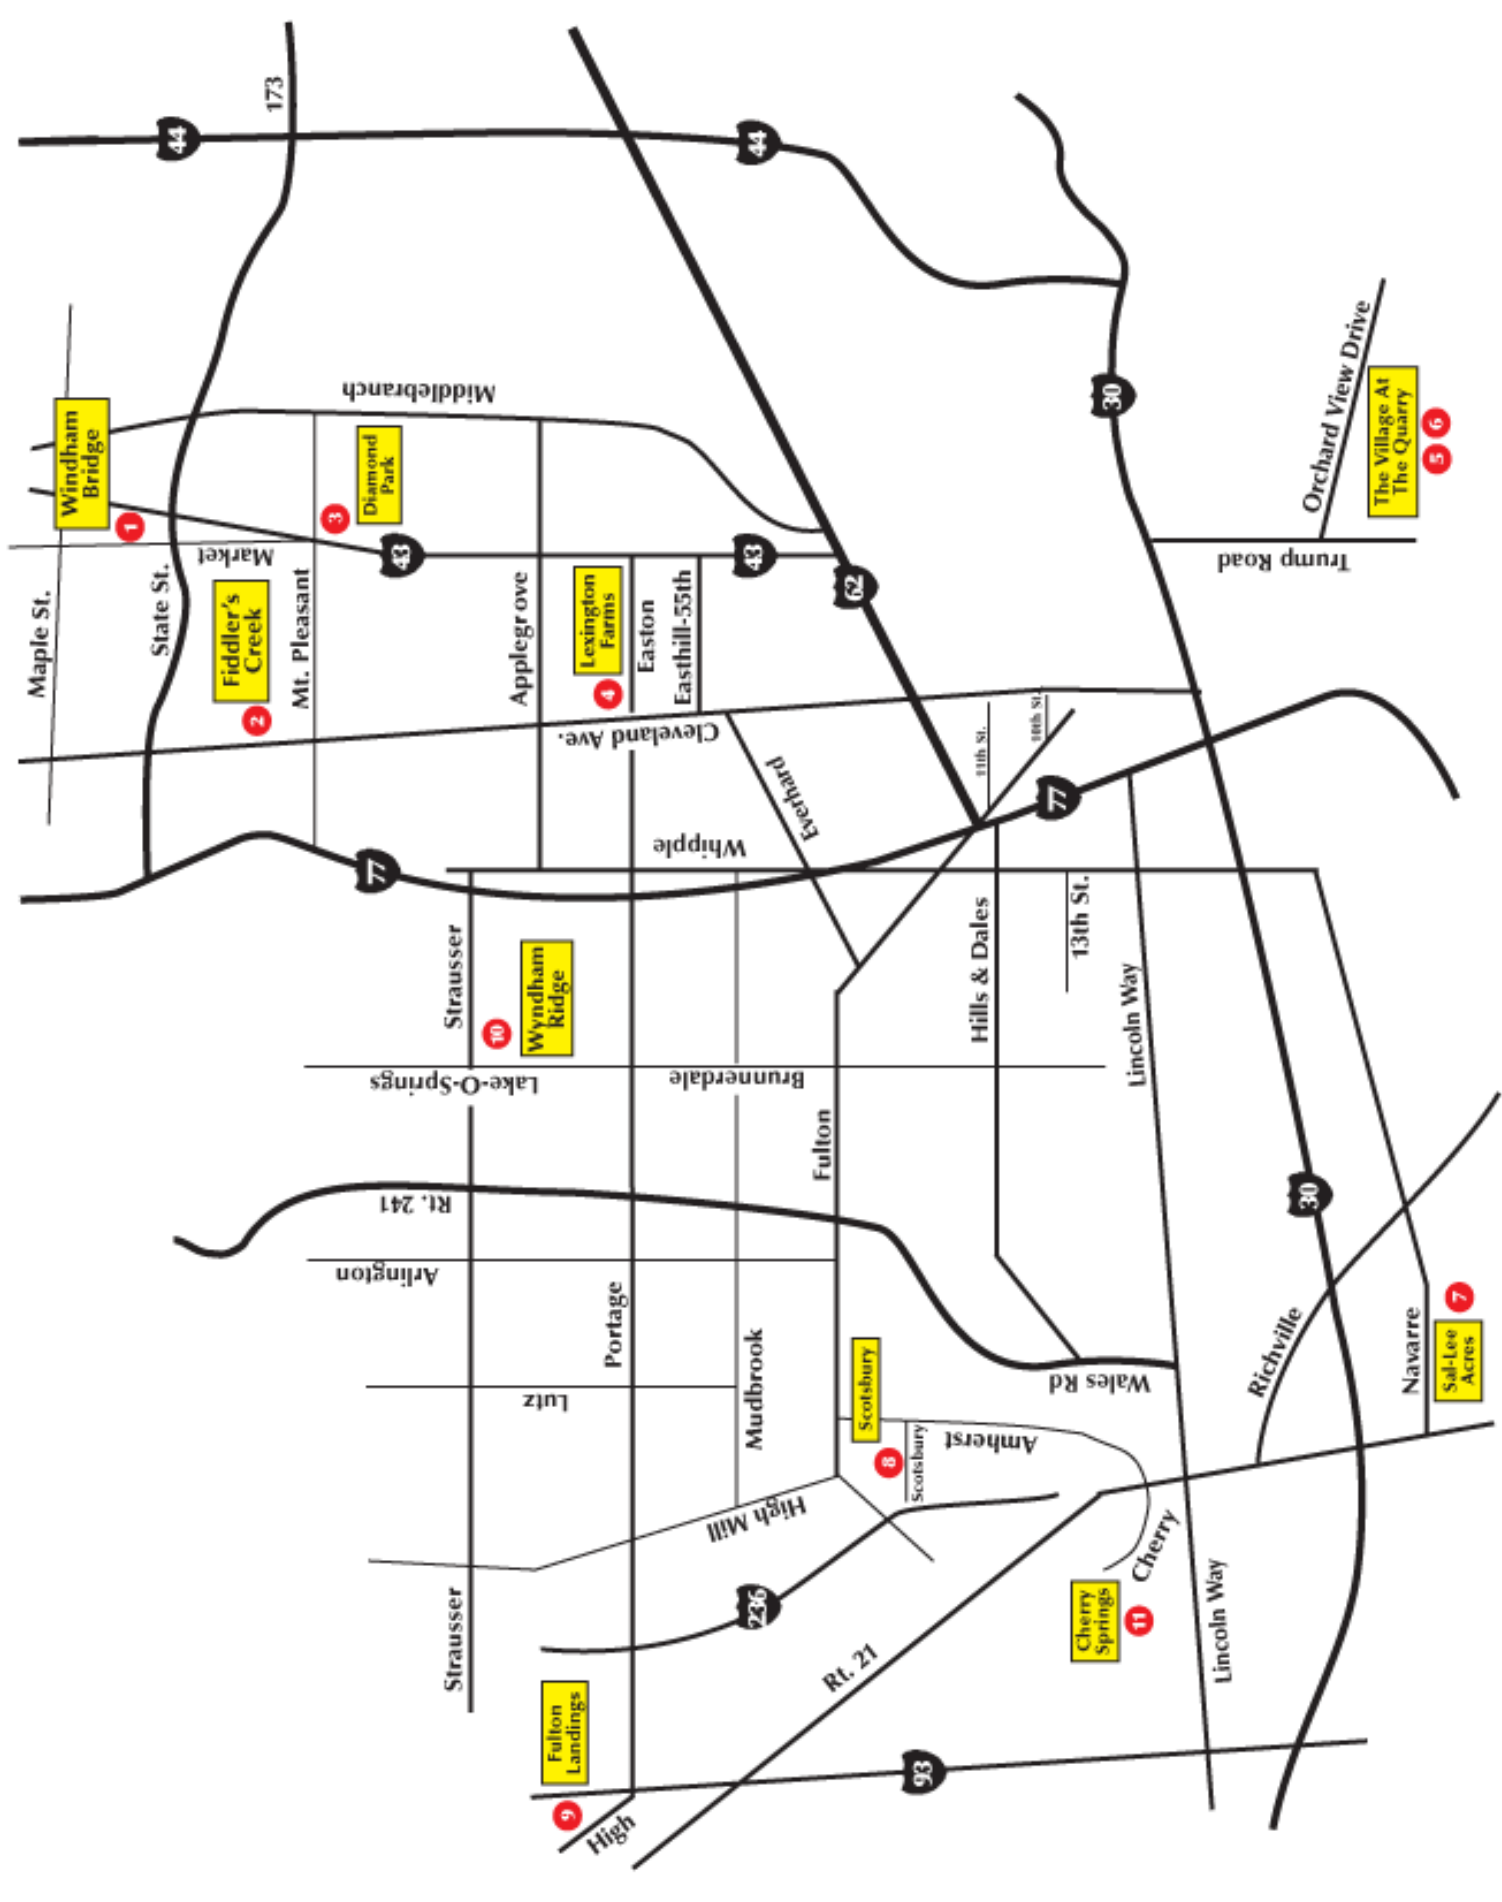 44
173
44
Windham
Bridge
1
Middlebranch
Diamond
Park
3
Market
43
43
30
Orchard View Drive
The Village At
The Quarry
5 6
Trump Road
Maple St.
State St.
Fiddler's
Creek
2
Mt. Pleasant
Applegrove
Lexington
Farms
4
Easton
Easthill-55th
62
Cleveland Ave.
Everhard
11th St.
10th St.
77
77
Whipple
Strausser
Wyndham
Ridge
10
Hills & Dales
13th St.
Lincoln Way
Lake-O-Springs
Brunnerdale
Fulton
Rt. 241
Arlington
30
Portage
Mudbrook
Lutz
Scotsbury
8
Scotsbury
Amherst
Wales Rd
Richville
Navarre
Sal-Lee
Acres
7
High Mill
236
Strausser
Cherry
Cherry
Springs
11
Lincoln Way
Rt. 21
Fulton
Landings
9
High
93